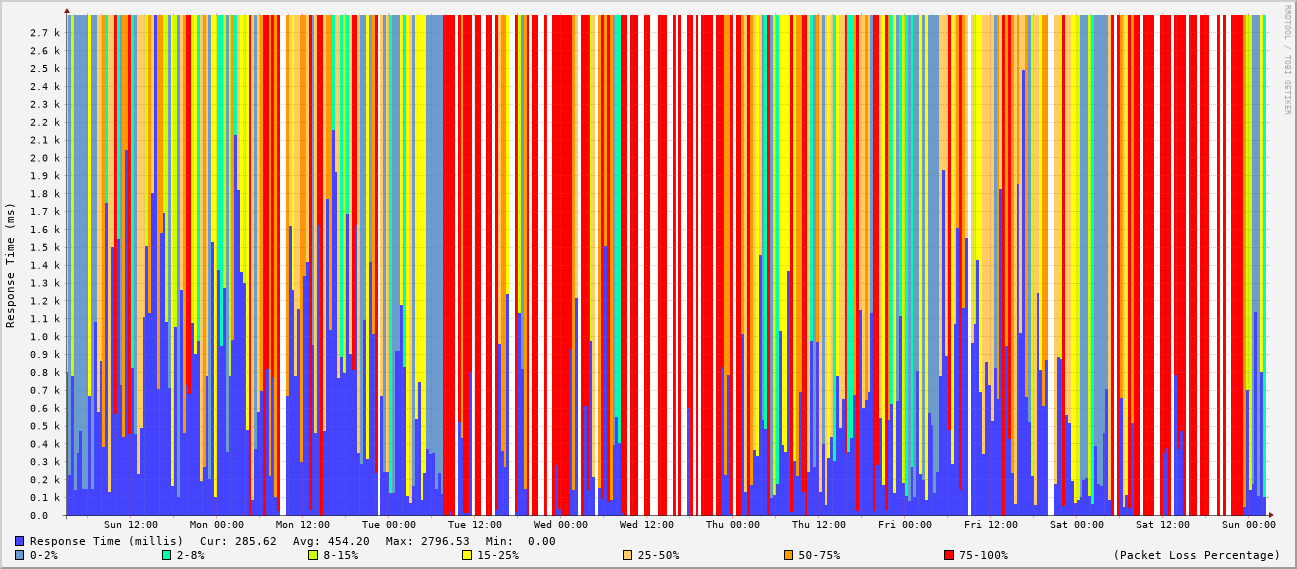 RRDTOOL / TOBI OETIKER
Response Time (ms)
2.7 k
2.6 k
2.5 k
2.4 k
2.3 k
2.2 k
2.1 k
2.0 k
1.9 k
1.8 k
1.7 k
1.6 k
1.5 k
1.4 k
1.3 k
1.2 k
1.1 k
1.0 k
0.9 k
0.8 k
0.7 k
0.6 k
0.5 k
0.4 k
0.3 k
0.2 k
0.1 k
0.0
Sun 12:00 Mon 00:00 Mon 12:00 Tue 00:00 Tue 12:00 Wed 00:00 Wed 12:00 Thu 00:00 Thu 12:00 Fri 00:00 Fri 12:00 Sat 00:00 Sat 12:00 Sun 00:00
Response Time (millis) Cur: 285.62 Avg: 454.20 Max: 2796.53 Min: 0.00
0-2% 2-8% 8-15% 15-25% 25-50% 50-75% 75-100% (Packet Loss Percentage)